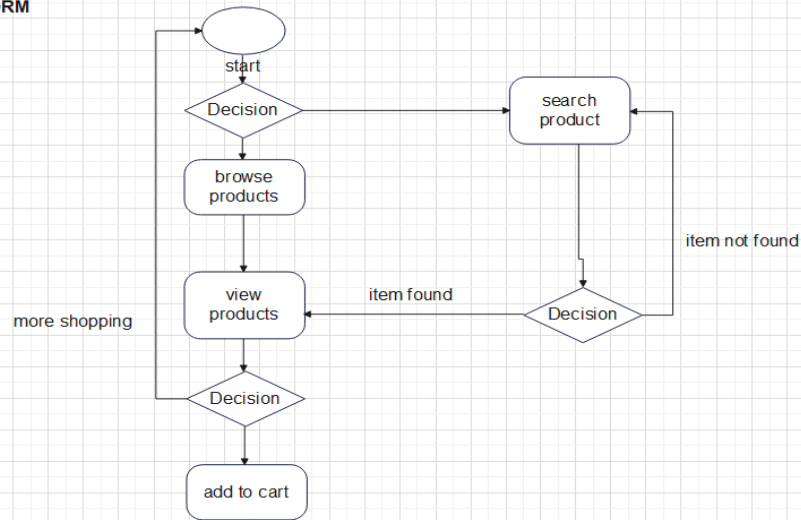 RM
start
Decision
search
product
browse
products
item not found
view
products
item found
Decision
more shopping
Decision
add to cart